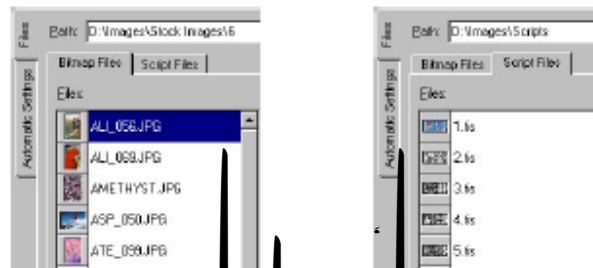 Files
Automatic Settings
Path: D:\Images\Stock Images\6
Bitmap Files Script Files
Files:
ALI_056.JPG
ALI_069.JPG
AMETHYST.JPG
ASP_050.JPG
ATE_099.JPG
Files
Automatic Settings
Path: D:\Images\Scripts
Bitmap Files Script Files
Files:
1.fis
2.fis
3.fis
4.fis
5.fis